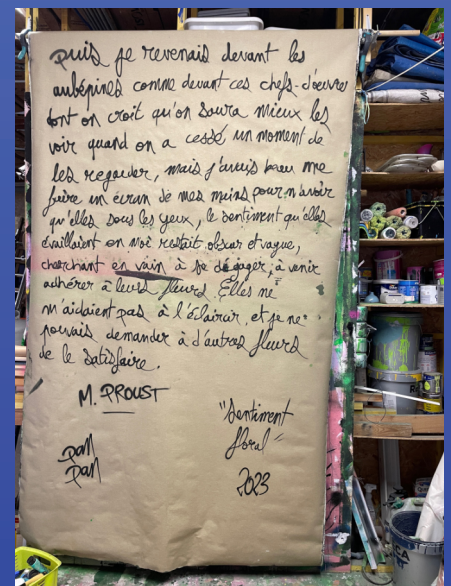 Puis je revenais devant les
aubépines comme devant ces chefs-d'oeuvre
dont on croit qu'on saura mieux les
voir quand on a cessé un moment de
les regarder, mais j'avais beau me
faire un écran de mes mains pour n'avoir
qu'elles sous les yeux, le sentiment qu'elles
éveillaient en moi restait obscur et vague,
cherchant en vain à se dégager, à venir
adhérer à leurs fleurs. Elles ne
m'aidaient pas à l'éclaircir, et je ne
pouvais demander à d'autres fleurs
de le satisfaire.
M. PROUST
"Sentiment
floral"
pan
pan
2023